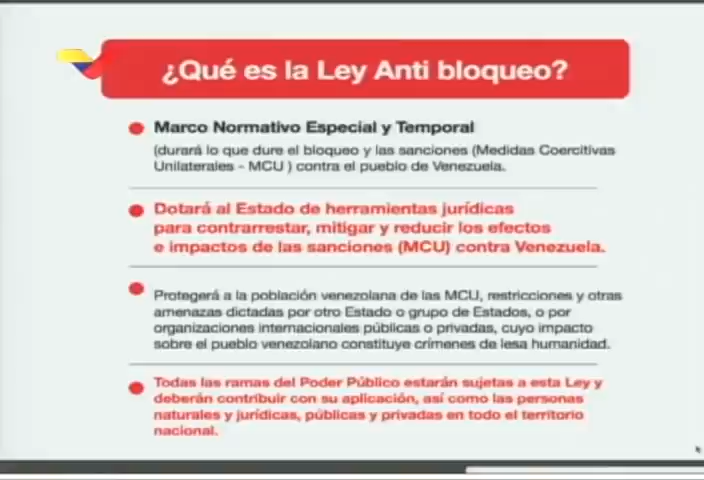 ¿Qué es la Ley Anti bloqueo?
Marco Normativo Especial y Temporal
(durará lo que dure el bloqueo y las sanciones (Medidas Coercitivas
Unilaterales - MCU ) contra el pueblo de Venezuela.
Dotará al Estado de herramientas jurídicas
para contrarrestar, mitigar y reducir los efectos
e impactos de las sanciones (MCU) contra Venezuela.
Protegerá a la población venezolana de las MCU, restricciones y otras
amenazas dictadas por otro Estado o grupo de Estados, o por
organizaciones internacionales públicas o privadas, cuyo impacto
sobre el pueblo venezolano constituye crímenes de lesa humanidad.
Todas las ramas del Poder Público estarán sujetas a esta Ley y
deberán contribuir con su aplicación, así como las personas
naturales y jurídicas, públicas y privadas en todo el territorio
nacional.